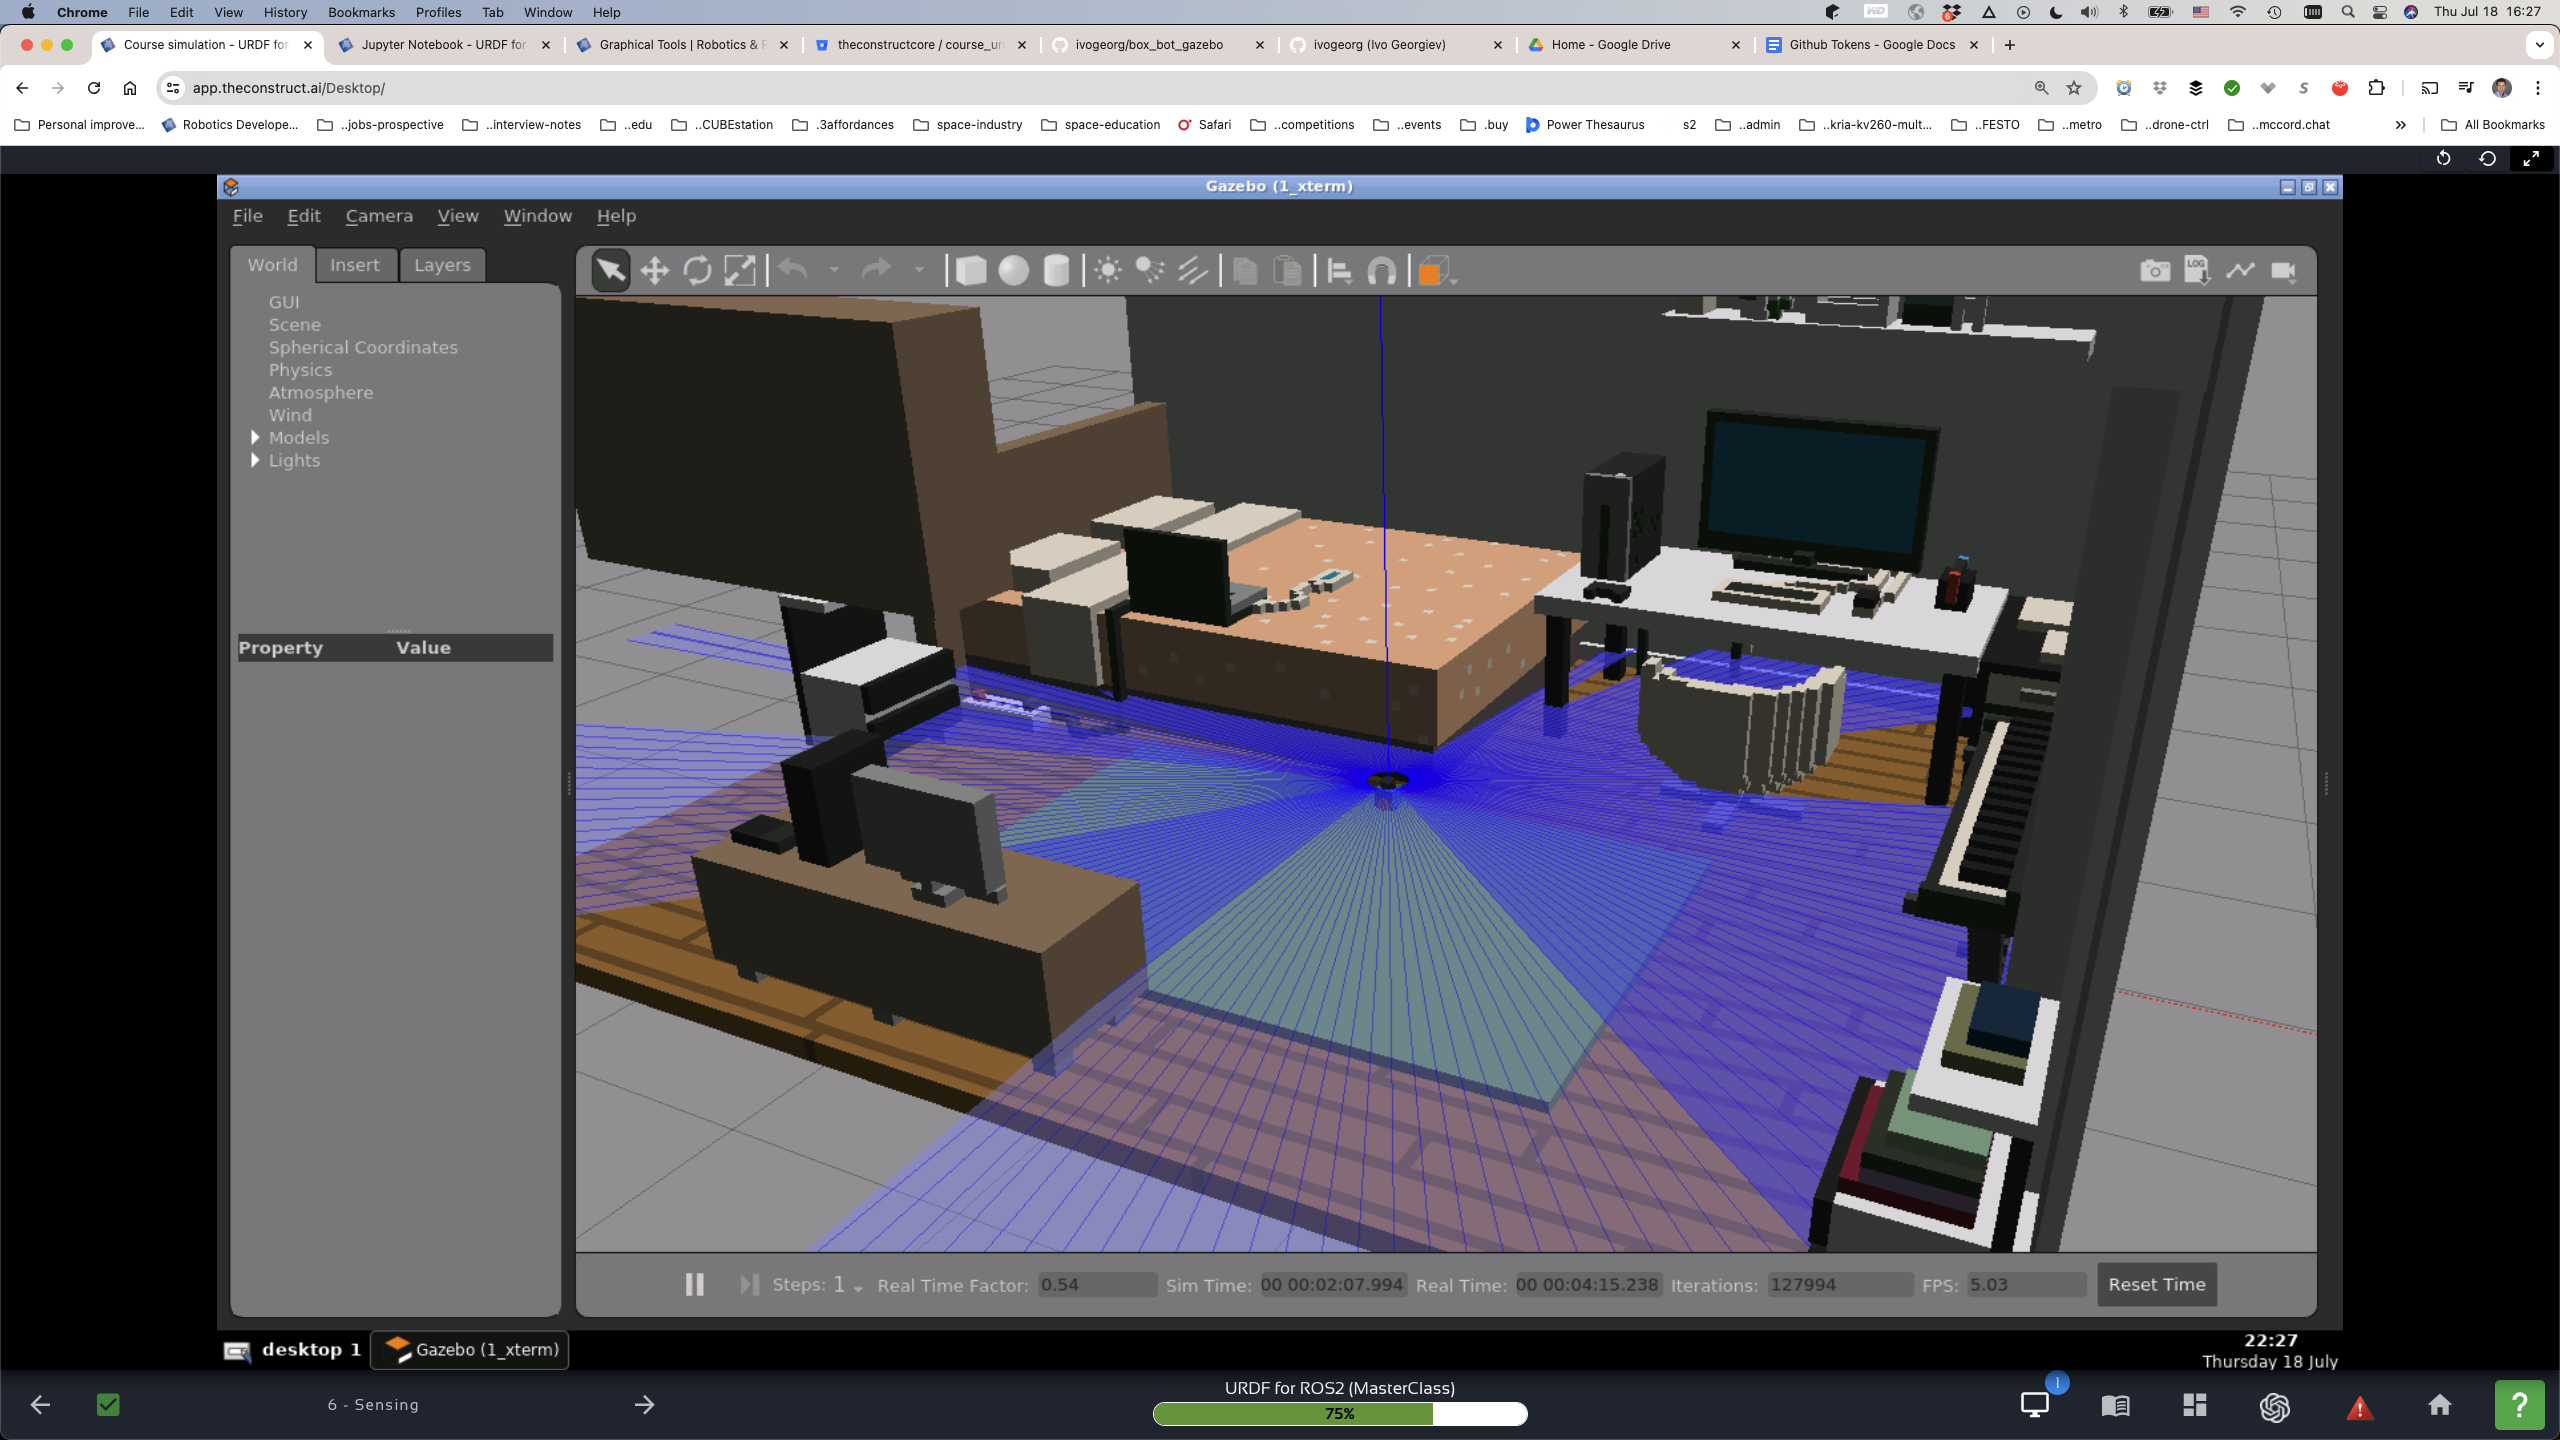 Chrome File Edit View History Bookmarks Profiles Tab Window Help Thu Jul 18 16:27
Course simulation - URDF for Jupyter Notebook - URDF for Graphical Tools | Robotics & theconstructcore / course_ur ivogeorg/box_bot_gazebo ivogeorg (Ivo Georgiev) Home - Google Drive Github Tokens - Google Docs
app.theconstruct.ai/Desktop/
Personal improve... Robotics Develope... ..jobs-prospective ..interview-notes ..edu ..CUBEstation .3affordances space-industry space-education Safari ..competitions ..events .buy Power Thesaurus s2 ..admin ..kria-kv260-mult... ..FESTO ..metro ..drone-ctrl ..mccord.chat All Bookmarks
Gazebo (1_xterm)
File Edit Camera View Window Help
World Insert Layers
LOG
GUI
Scene
Spherical Coordinates
Physics
Atmosphere
Wind
Models
Lights
Property Value
Steps: 1 Real Time Factor: 0.54 Sim Time: 00 00:02:07.994 Real Time: 00 00:04:15.238 Iterations: 127994 FPS: 5.03 Reset Time
desktop 1 Gazebo (1_xterm) 22:27
Thursday 18 July
6 - Sensing
URDF for ROS2 (MasterClass)
75%
1
?